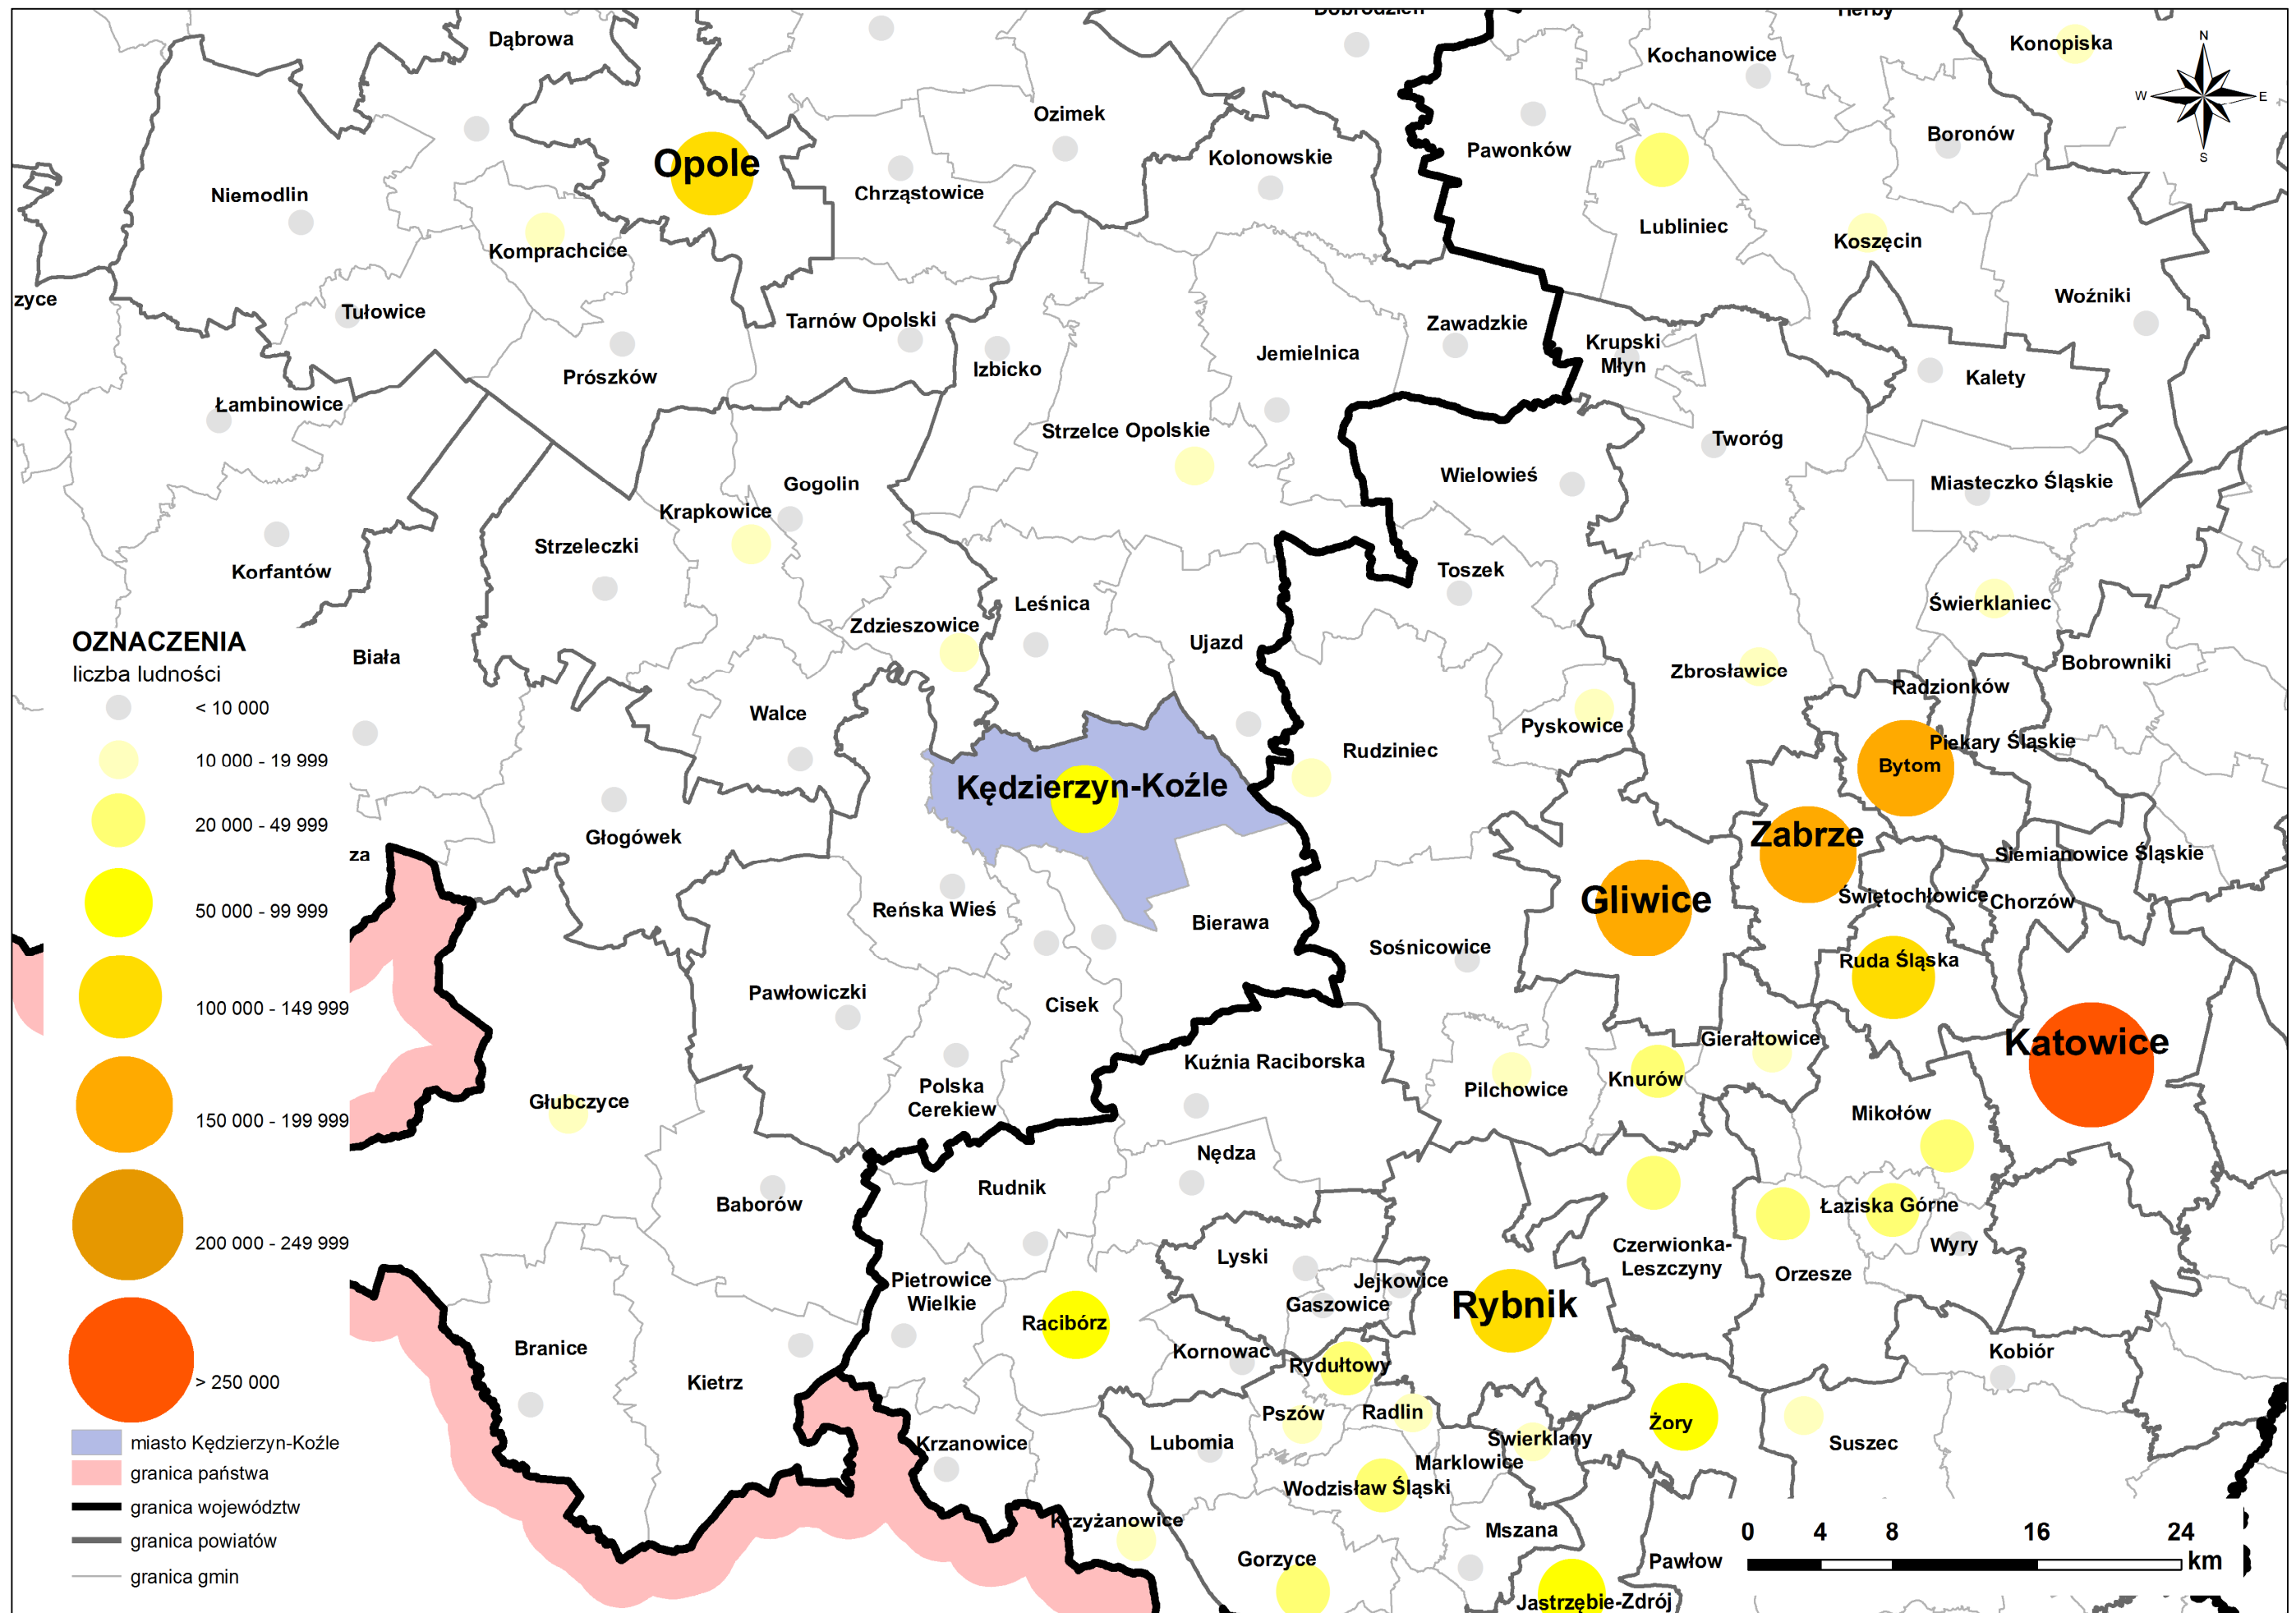 Dobrodzień
Herby
Dąbrowa
Kochanowice
Konopiska
N
W
E
S
Ozimek
Boronów
Opole
Kolonowskie
Pawonków
Niemodlin
Chrząstowice
Lubliniec
Komprachcice
Koszęcin
zyce
Tułowice
Tarnów Opolski
Zawadzkie
Woźniki
Krupski
Młyn
Jemielnica
Izbicko
Prószków
Kalety
Łambinowice
Strzelce Opolskie
Tworóg
Gogolin
Wielowieś
Miasteczko Śląskie
Krapkowice
Strzeleczki
Korfantów
Toszek
Leśnica
Świerklaniec
Zdzieszowice
Ujazd
Biała
Zbrosławice
Bobrowniki
Radzionków
Walce
Pyskowice
Rudziniec
Piekary Śląskie
Bytom
Kędzierzyn-Koźle
Głogówek
Zabrze
za
Siemianowice Śląskie
Reńska Wieś
Gliwice
Świętochłowice
Chorzów
Bierawa
Sośnicowice
Ruda Śląska
Pawłowiczki
Cisek
Katowice
Gierałtowice
Kuźnia Raciborska
Pilchowice
Knurów
Polska
Cerekiew
Głubczyce
Mikołów
Nędza
Rudnik
Baborów
Łaziska Górne
Wyry
Czerwionka-
Leszczyny
Orzesze
Lyski
Pietrowice
Wielkie
Jejkowice
Gaszowice
Rybnik
Racibórz
Branice
Kornowac
Rydułtowy
Kobiór
Kietrz
Pszów
Radlin
Żory
Krzanowice
Lubomia
Świerklany
Suszec
Marklowice
Wodzisław Śląski
Krzyżanowice
Mszana
Gorzyce
Pawłow
Jastrzębie-Zdrój
OZNACZENIA
liczba ludności
< 10 000
10 000 - 19 999
20 000 - 49 999
50 000 - 99 999
100 000 - 149 999
150 000 - 199 999
200 000 - 249 999
> 250 000
miasto Kędzierzyn-Koźle
granica państwa
granica województw
granica powiatów
granica gmin
0 4 8 16 24
km